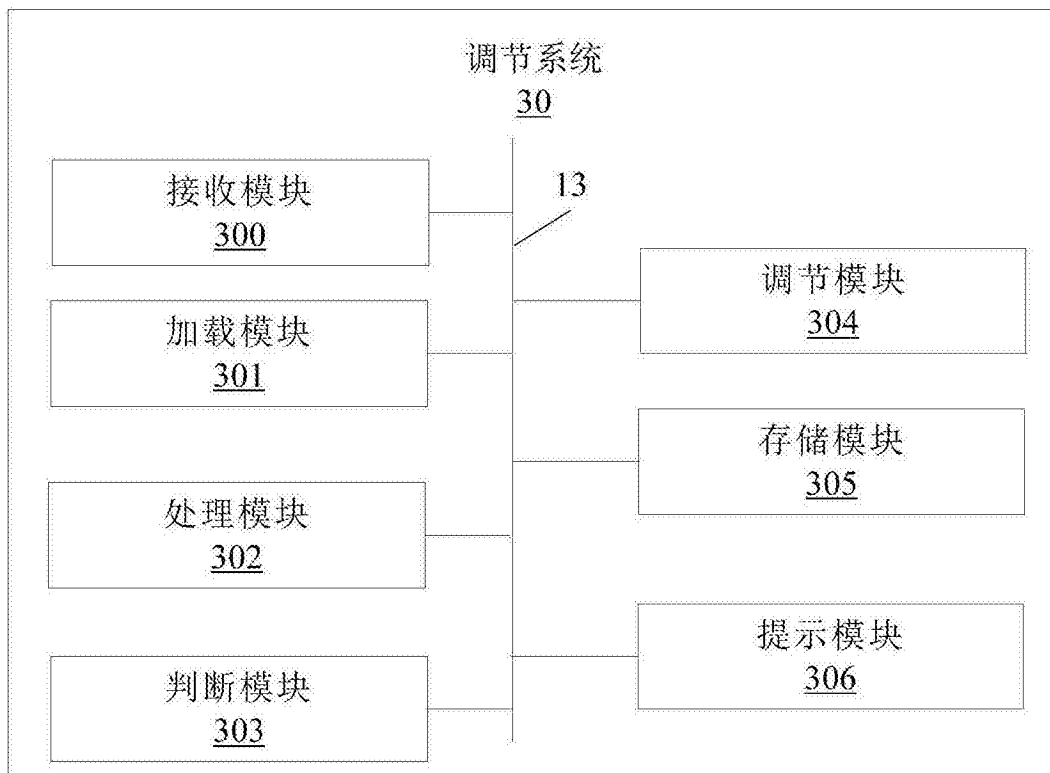 调节系统
30
13
接收模块
300
加载模块
301
处理模块
302
判断模块
303
调节模块
304
存储模块
305
提示模块
306